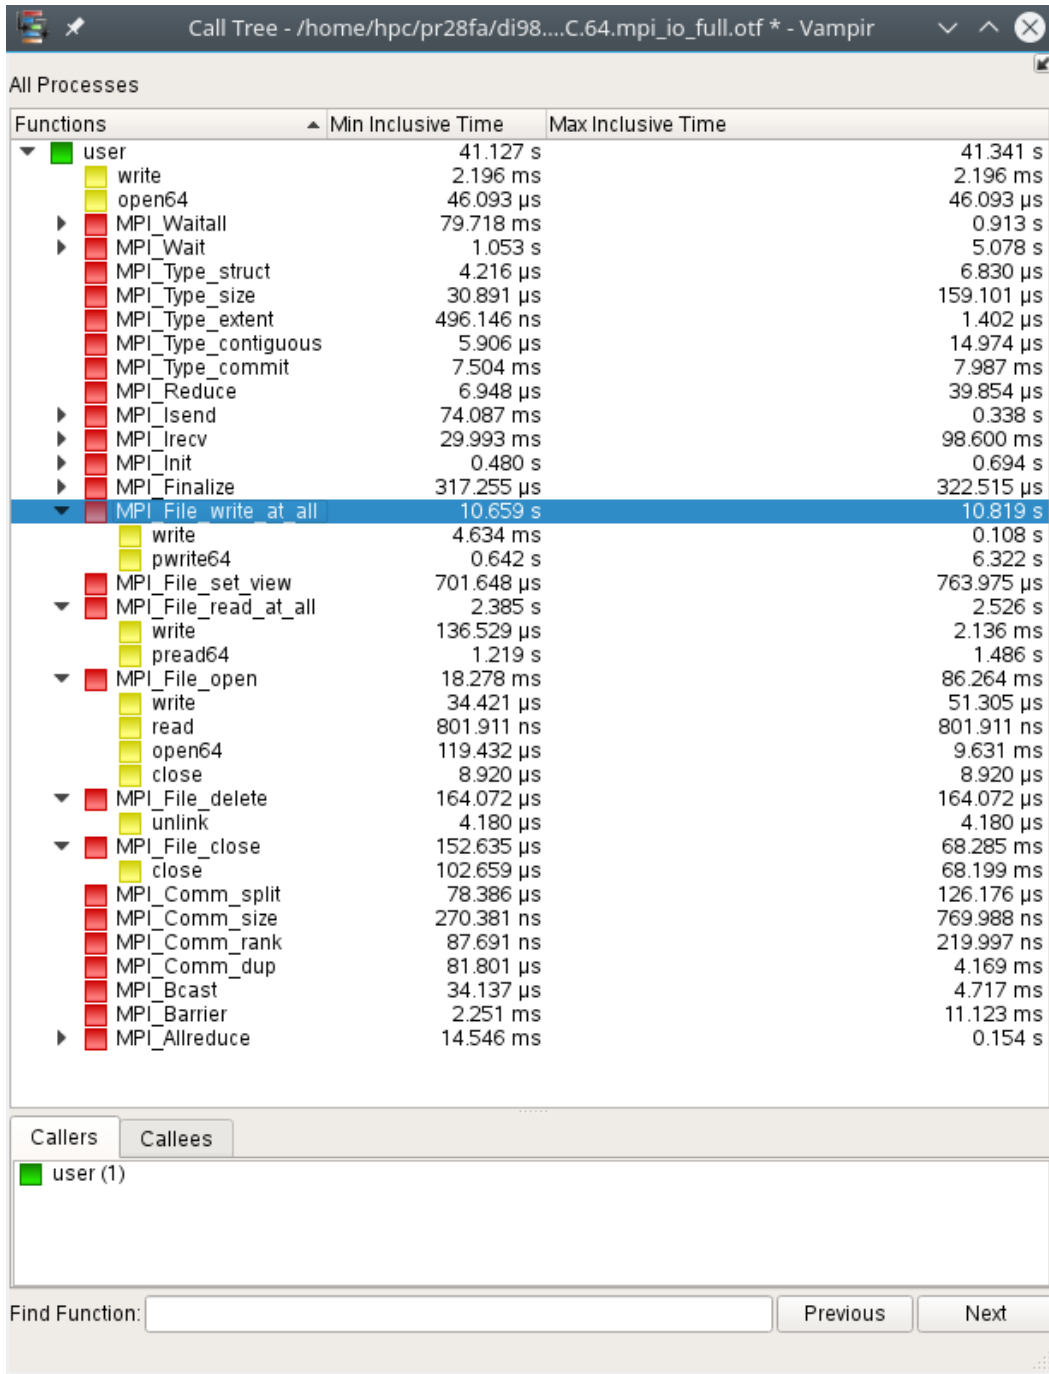 Call Tree - /home/hpc/pr28fa/di98....C.64.mpi_io_full.otf * - Vampir
All Processes
Functions Min Inclusive Time Max Inclusive Time
user 41.127 s 41.341 s
write 2.196 ms 2.196 ms
open64 46.093 µs 46.093 µs
MPI_Waitall 79.718 ms 0.913 s
MPI_Wait 1.053 s 5.078 s
MPI_Type_struct 4.216 µs 6.830 µs
MPI_Type_size 30.891 µs 159.101 µs
MPI_Type_extent 496.146 ns 1.402 µs
MPI_Type_contiguous 5.906 µs 14.974 µs
MPI_Type_commit 7.504 ms 7.987 ms
MPI_Reduce 6.948 µs 39.854 µs
MPI_Isend 74.087 ms 0.338 s
MPI_Irecv 29.993 ms 98.600 ms
MPI_Init 0.480 s 0.694 s
MPI_Finalize 317.255 µs 322.515 µs
MPI_File_write_at_all 10.659 s 10.819 s
write 4.634 ms 0.108 s
pwrite64 0.642 s 6.322 s
MPI_File_set_view 701.648 µs 763.975 µs
MPI_File_read_at_all 2.385 s 2.526 s
write 136.529 µs 2.136 ms
pread64 1.219 s 1.486 s
MPI_File_open 18.278 ms 86.264 ms
write 34.421 µs 51.305 µs
read 801.911 ns 801.911 ns
open64 119.432 µs 9.631 ms
close 8.920 µs 8.920 µs
MPI_File_delete 164.072 µs 164.072 µs
unlink 4.180 µs 4.180 µs
MPI_File_close 152.635 µs 68.285 ms
close 102.659 µs 68.199 ms
MPI_Comm_split 78.386 µs 126.176 µs
MPI_Comm_size 270.381 ns 769.988 ns
MPI_Comm_rank 87.691 ns 219.997 ns
MPI_Comm_dup 81.801 µs 4.169 ms
MPI_Bcast 34.137 µs 4.717 ms
MPI_Barrier 2.251 ms 11.123 ms
MPI_Allreduce 14.546 ms 0.154 s
Callers Callees
user (1)
Find Function: Previous Next